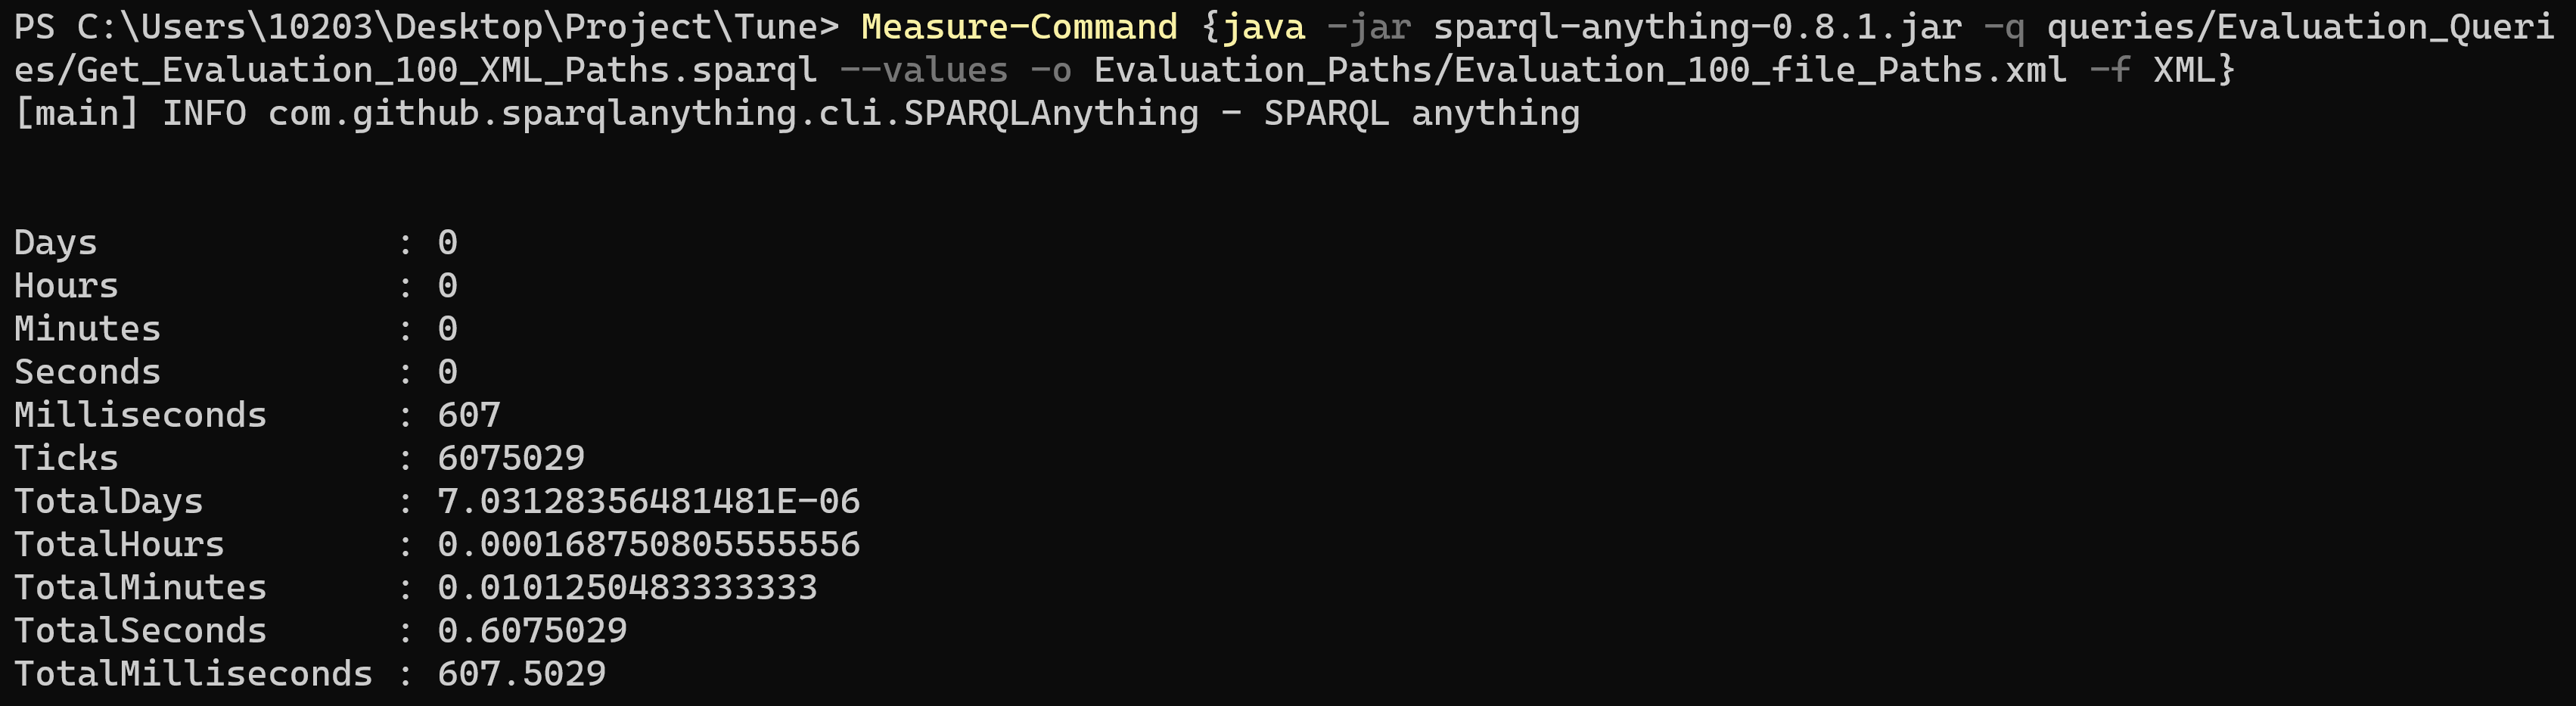 PS C:\Users\10203\Desktop\Project\Tune> Measure-Command {java -jar sparql-anything-0.8.1.jar -q queries/Evaluation_Queri
es/Get_Evaluation_100_XML_Paths.sparql --values -o Evaluation_Paths/Evaluation_100_file_Paths.xml -f XML}
[main] INFO com.github.sparqlanything.cli.SPARQLAnything - SPARQL anything
Days : 0
Hours : 0
Minutes : 0
Seconds : 0
Milliseconds : 607
Ticks : 6075029
TotalDays : 7.03128356481481E-06
TotalHours : 0.000168750805555556
TotalMinutes : 0.0101250483333333
TotalSeconds : 0.6075029
TotalMilliseconds : 607.5029